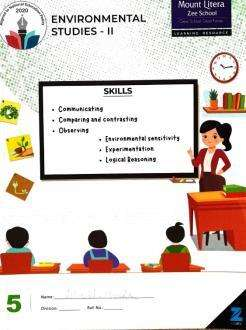 2020
ENVIRONMENTAL
STUDIES - II
Mount Litera
Zee School
LEARNING RESOURCE
SKILLS
• Communicating
• Comparing and contrasting
• Observing
• Environmental sensitivity
• Experimentation
• Logical Reasoning
5
Name
Division
Roll No.
Z